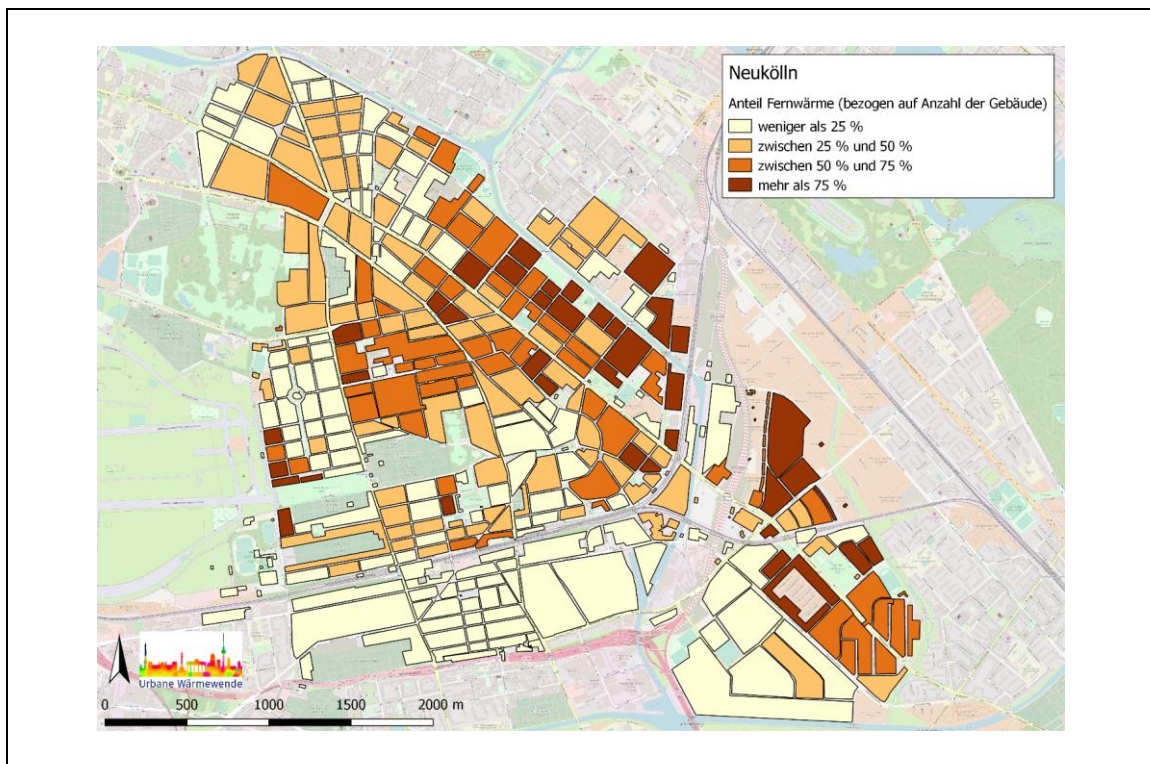 Neukölln
Anteil Fernwärme (bezogen auf Anzahl der Gebäude)
weniger als 25 %
zwischen 25 % und 50 %
zwischen 50 % und 75 %
mehr als 75 %
Urbane Wärmewende
0 500 1000 1500 2000 m